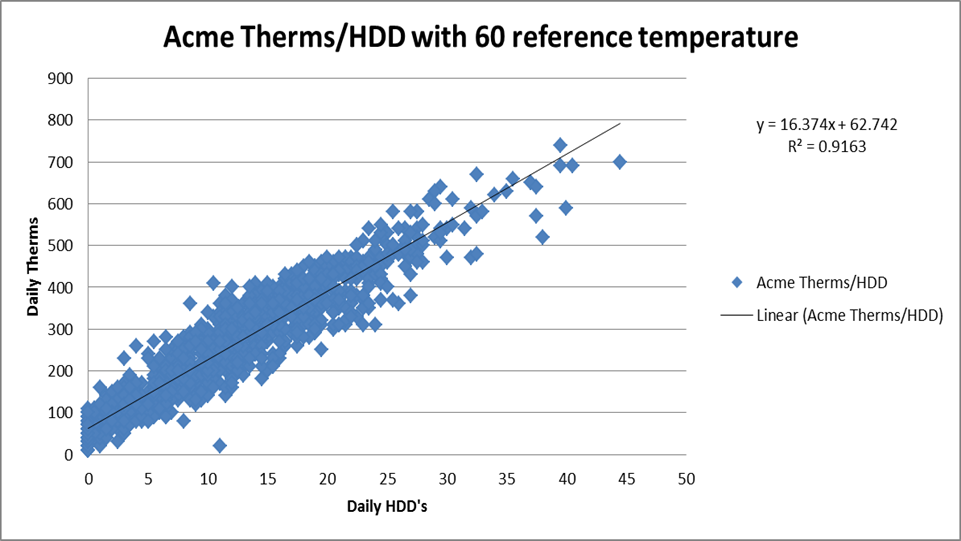 Acme Therms/HDD with 60 reference temperature
900
800
700
600
500
400
300
200
100
0
Daily Therms
0 5 10 15 20 25 30 35 40 45 50
Daily HDD's
y = 16.374x + 62.742
R² = 0.9163
Acme Therms/HDD
Linear (Acme Therms/HDD)